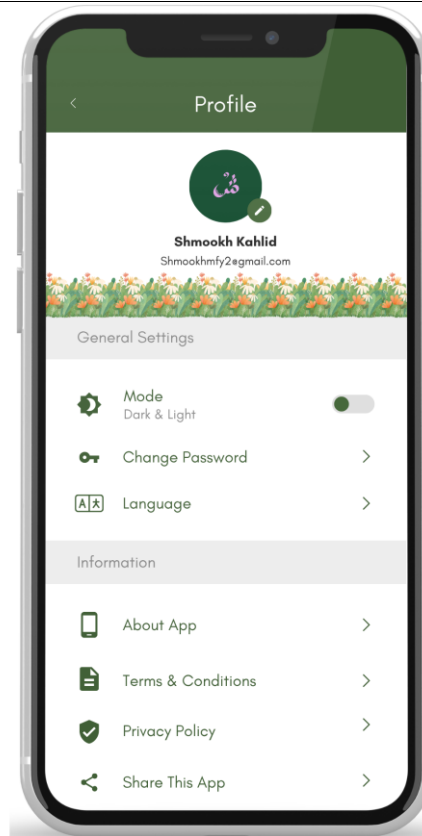 Profile
شُ
Shmookh Kahlid
Shmookhmfy2@gmail.com
General Settings
Mode
Dark & Light
Change Password
Language
Information
About App
Terms & Conditions
Privacy Policy
Share This App